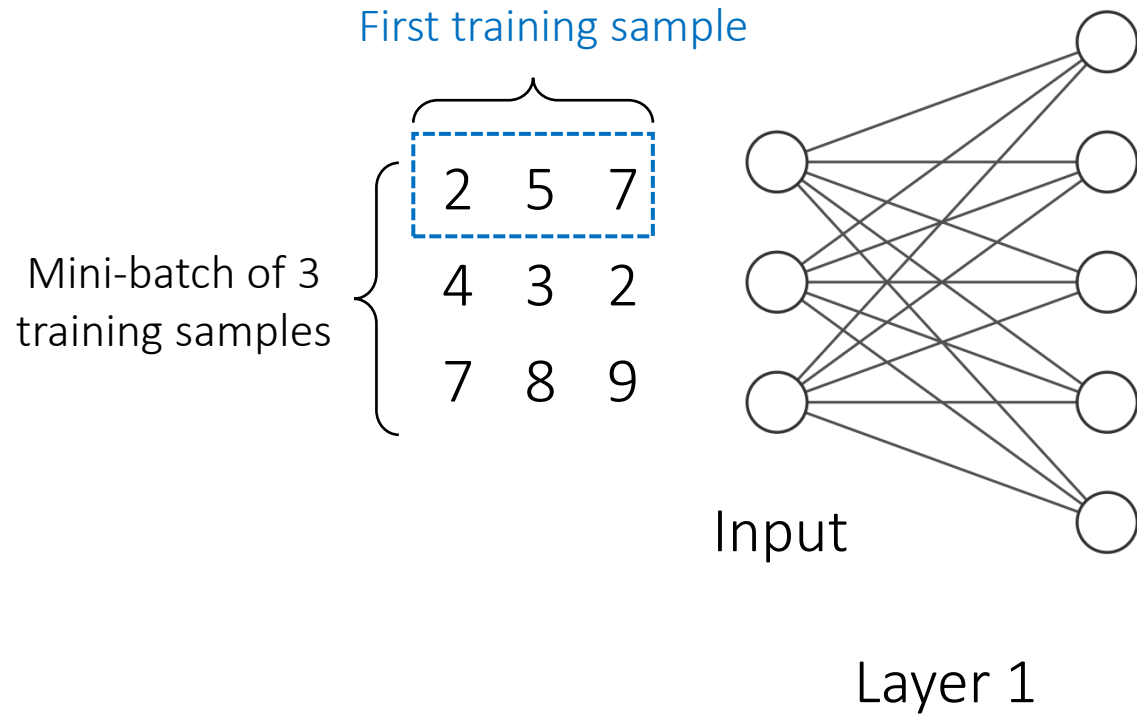 First training sample
2 5 7
Mini-batch of 3
training samples
4 3 2
7 8 9
Input
Layer 1